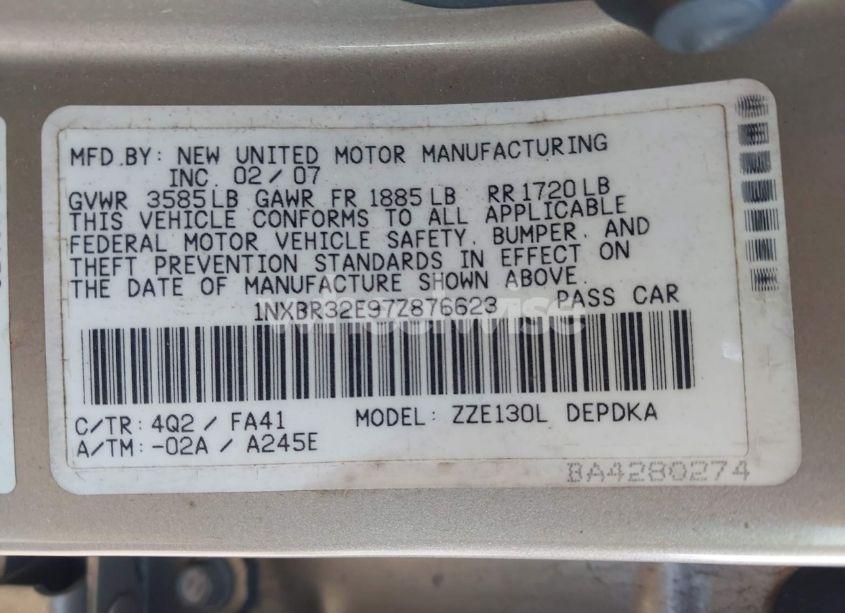 MFD.BY: NEW UNITED MOTOR MANUFACTURING
INC. 02/07
GVWR 3585LB GAWR FR 1885LB RR 1720LB
THIS VEHICLE CONFORMS TO ALL APPLICABLE
FEDERAL MOTOR VEHICLE SAFETY, BUMPER, AND
THEFT PREVENTION STANDARDS IN EFFECT ON
THE DATE OF MANUFACTURE SHOWN ABOVE.
1NXBR32E97Z876623 PASS CAR
C/TR: 4Q2 / FA41 MODEL: ZZE130L DEPDKA
A/TM: -02A / A245E
BA4280274